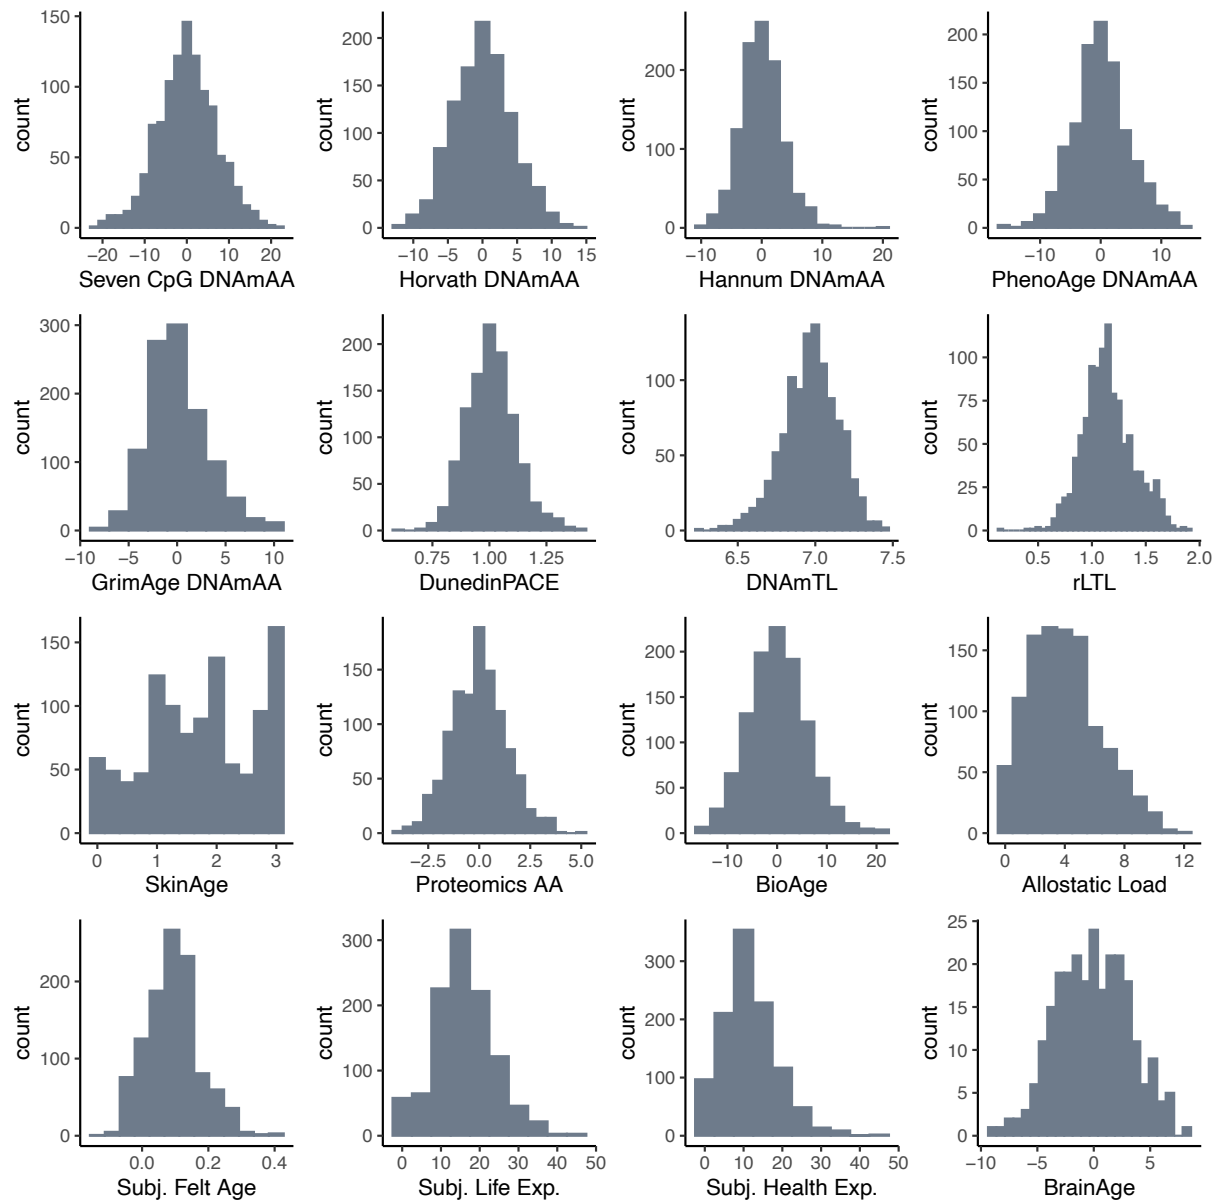 150
100
50
0
count
−20 −10 0 10 20
Seven CpG DNAmAA
200
150
100
50
0
count
−10 −5 0 5 10 15
Horvath DNAmAA
200
100
0
count
−10 0 10 20
Hannum DNAmAA
200
150
100
50
0
count
−10 0 10
PhenoAge DNAmAA
300
200
100
0
count
−10 −5 0 5 10
GrimAge DNAmAA
200
150
100
50
0
count
0.75 1.00 1.25
DunedinPACE
100
50
0
count
6.5 7.0 7.5
DNAmTL
100
75
50
25
0
count
0.5 1.0 1.5 2.0
rLTL
150
100
50
0
count
0 1 2 3
SkinAge
150
100
50
0
count
−2.5 0.0 2.5 5.0
Proteomics AA
200
150
100
50
0
count
−10 0 10 20
BioAge
150
100
50
0
count
0 4 8 12
Allostatic Load
200
100
0
count
0.0 0.2 0.4
Subj. Felt Age
300
200
100
0
count
0 10 20 30 40 50
Subj. Life Exp.
300
200
100
0
count
0 10 20 30 40 50
Subj. Health Exp.
25
20
15
10
5
0
count
−10 −5 0 5
BrainAge